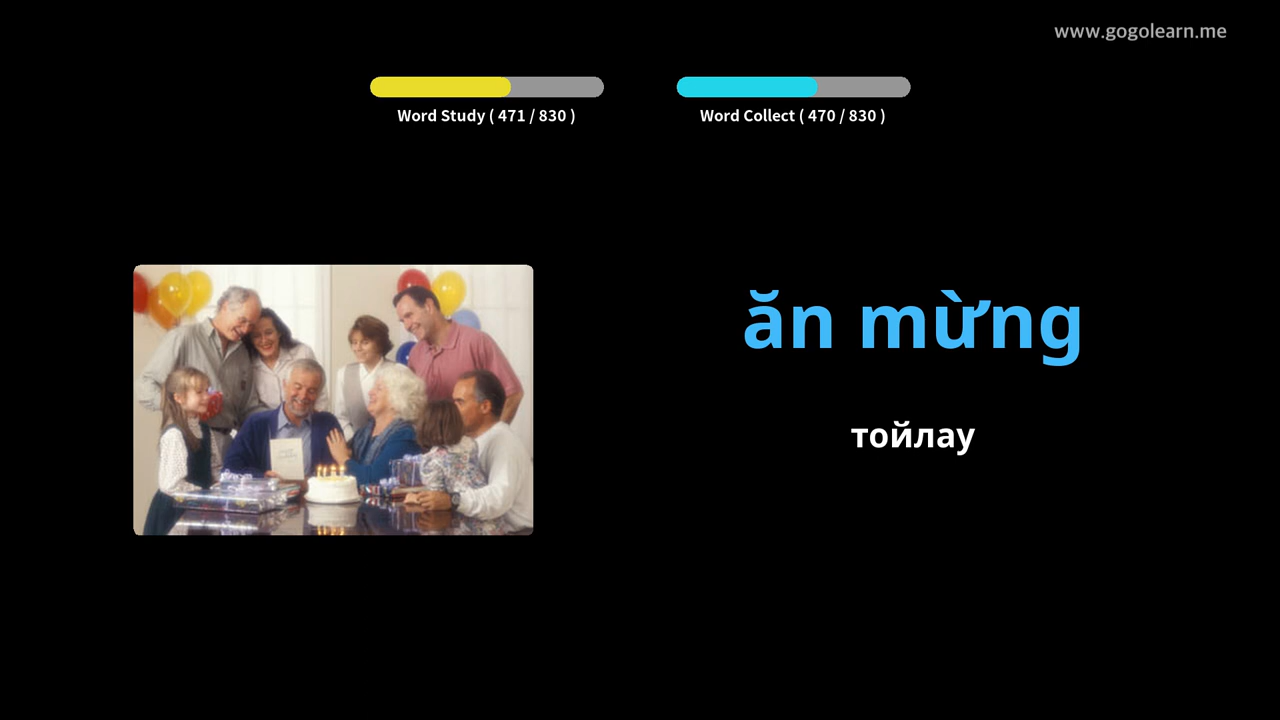 www.gogolearn.me
Word Study ( 471 / 830 )
Word Collect ( 470 / 830 )
ăn mừng
тойлау